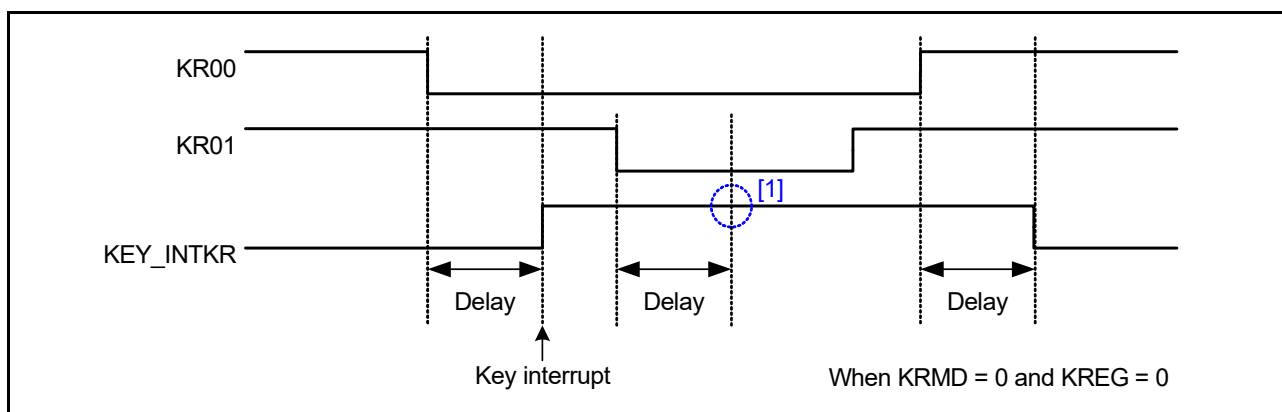 KR00
KR01
[1]
KEY_INTKR
Delay Delay Delay
Key interrupt When KRMD = 0 and KREG = 0